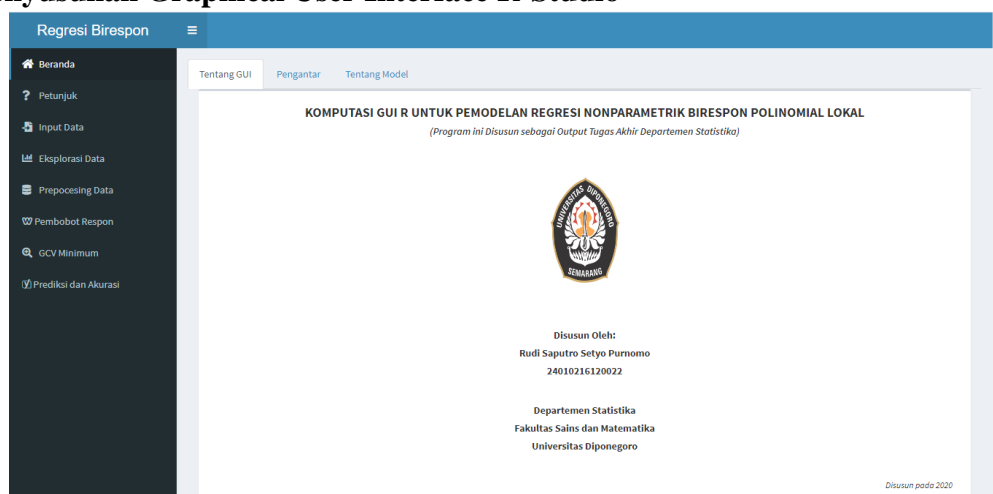 nyusunan Graphical User Interface R-Studio
Regresi Birespon
Beranda
Petunjuk
Input Data
Eksplorasi Data
Prepocesing Data
Pembobot Respon
GCV Minimum
Prediksi dan Akurasi
Tentang GUI
Pengantar
Tentang Model
KOMPUTASI GUI R UNTUK PEMODELAN REGRESI NONPARAMETRIK BIRESPON POLINOMIAL LOKAL
(Program ini Disusun sebagai Output Tugas Akhir Departemen Statistika)
UNIVERSITAS DIPONEGORO
SEMARANG
Disusun Oleh:
Rudi Saputro Setyo Purnomo
24010216120022
Departemen Statistika
Fakultas Sains dan Matematika
Universitas Diponegoro
Disusun pada 2020